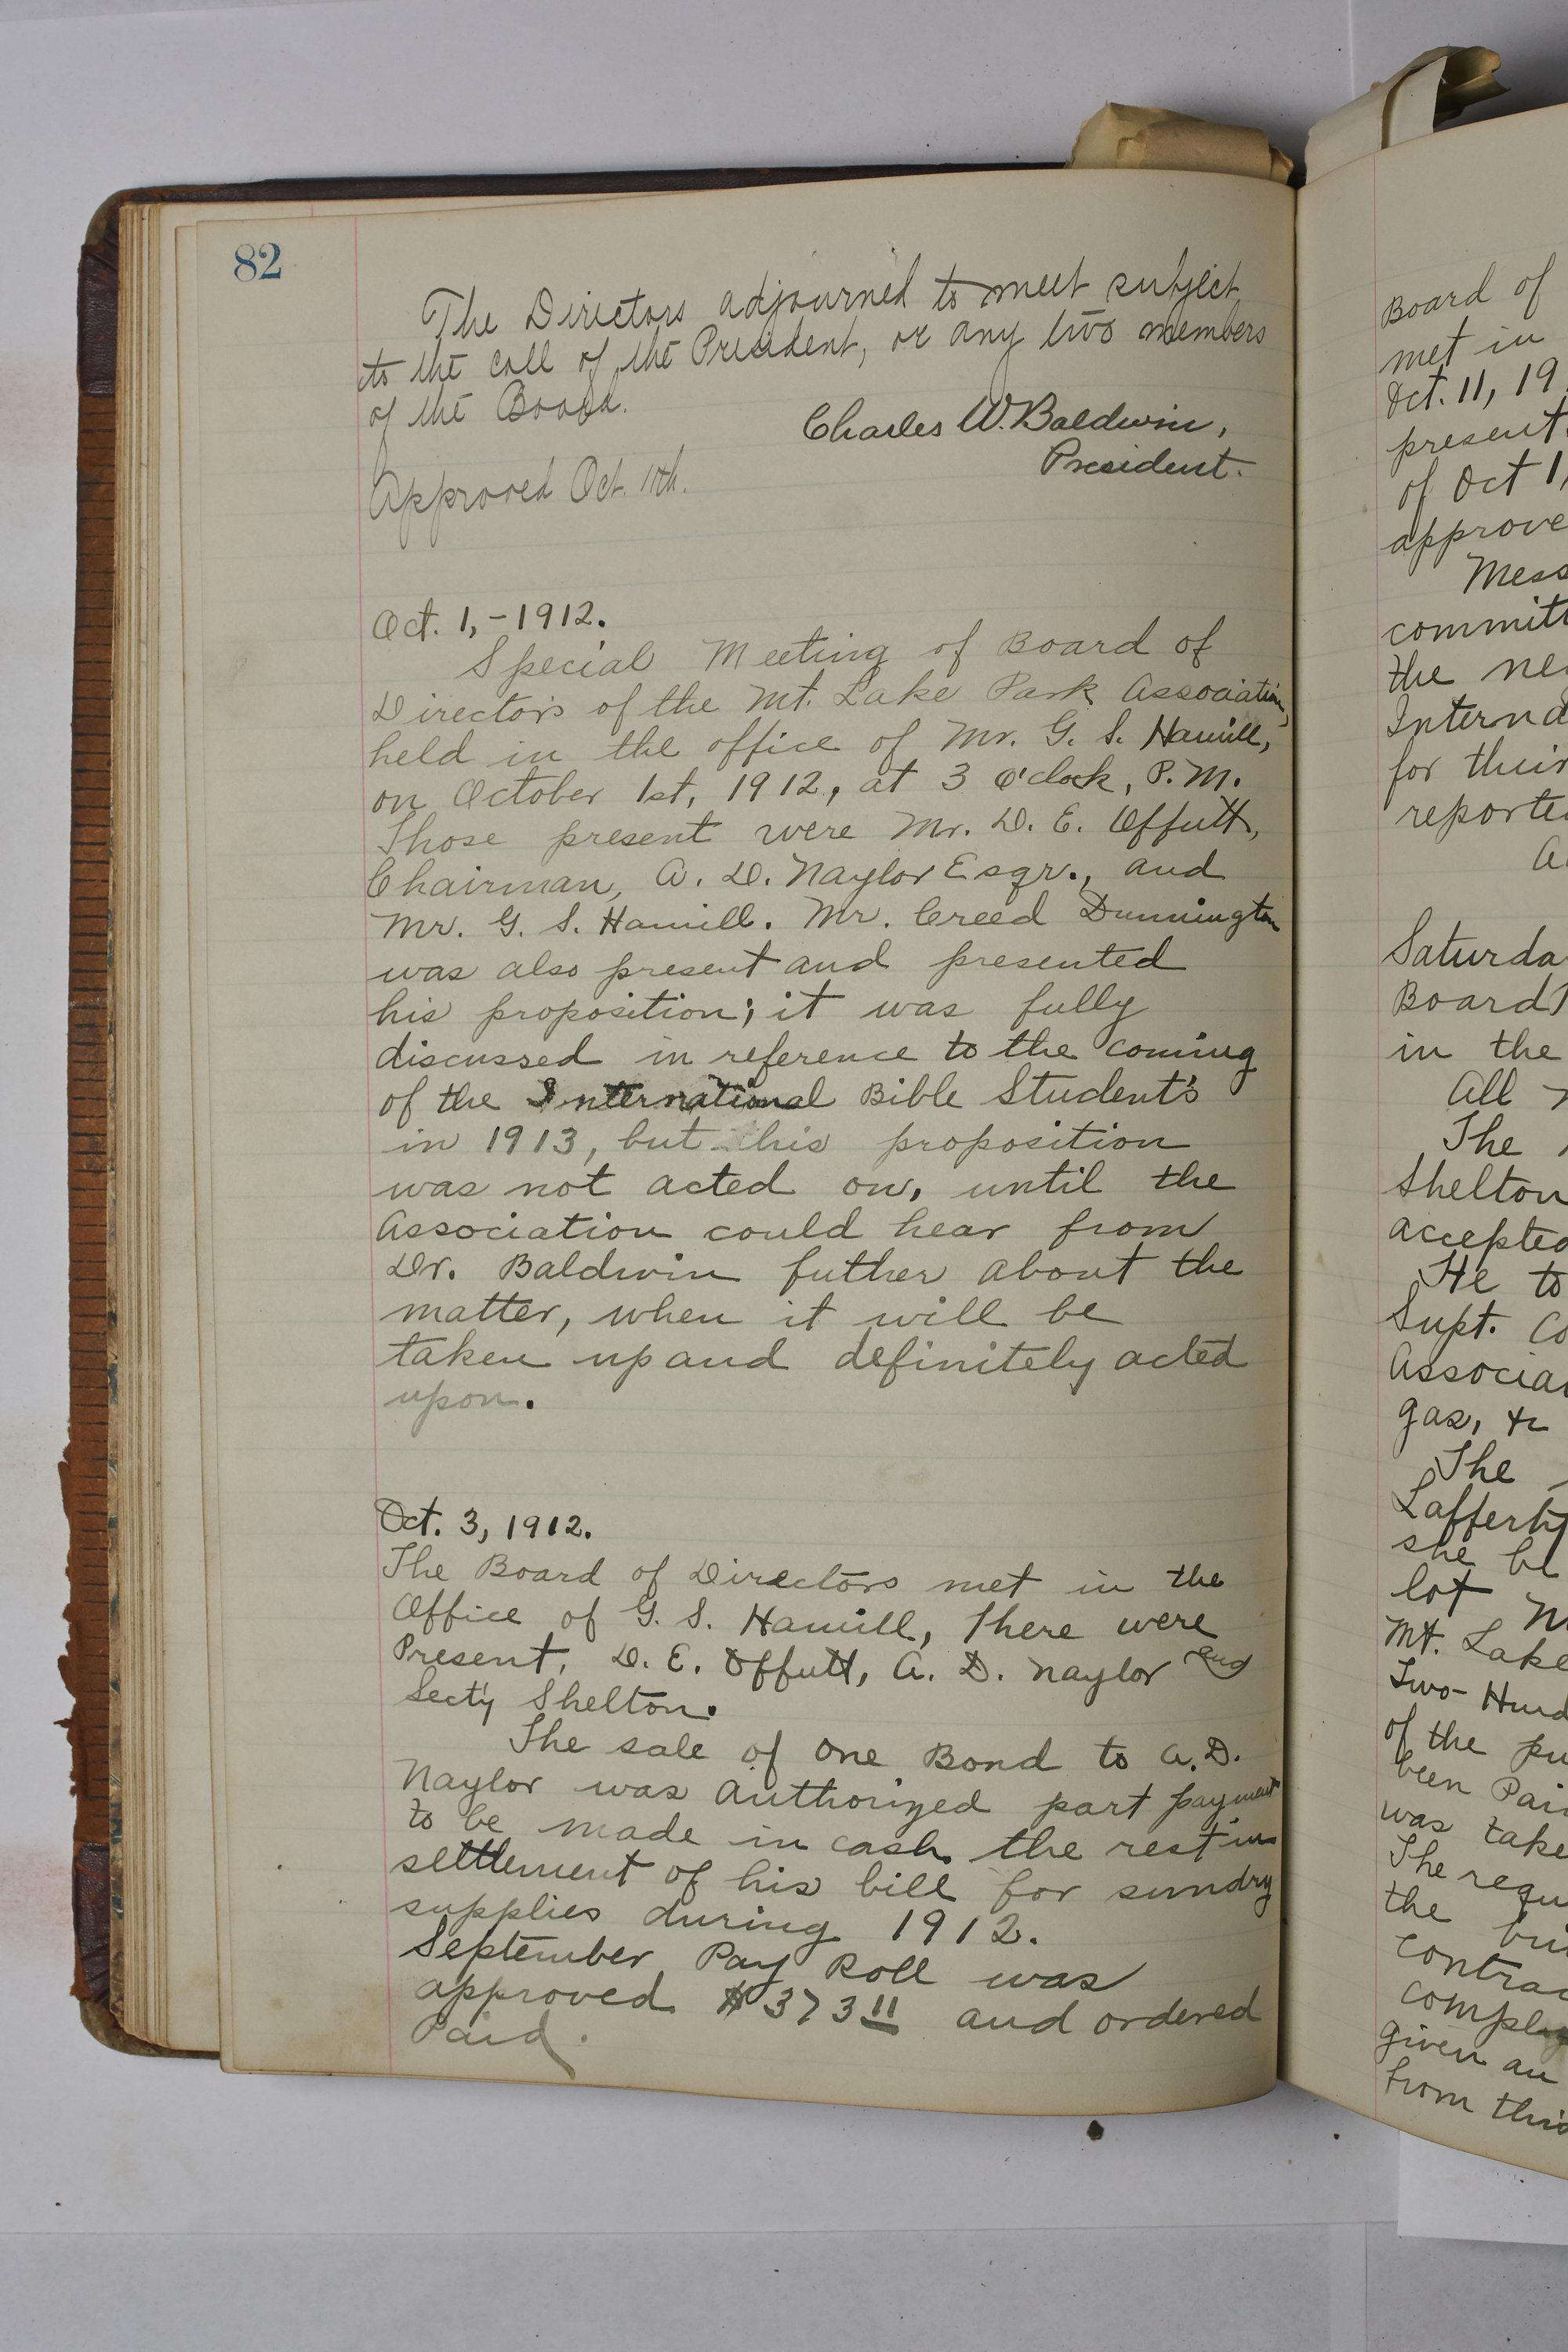 82
The Directors adjourned to meet subject
to the call of the President, or any two members
of the Board.
Charles W. Baldwin,
President.
Approved Oct. 11th.
Oct. 1, - 1912.
Special Meeting of Board of
Director's of the Mt. Lake Park Association,
held in the office of Mr. G. S. Hamill,
on October 1st, 1912, at 3 o'clock, P. M.
Those present were Mr. D. E. Offutt,
Chairman, A. D. Naylor Esqr., and
Mr. G. S. Hamill. Mr. Creed Dunnington
was also present and presented
his proposition; it was fully
discussed in reference to the coming
of the International Bible Student's
in 1913, but this proposition
was not acted on, until the
Association could hear from
Dr. Baldwin futher about the
matter, when it will be
taken up and definitely acted
upon.
Oct. 3, 1912.
The Board of Directors met in the
Office of G. S. Hamill, There were
Present, D. E. Offutt, A. D. Naylor and
Sect'y Shelton.
The sale of one Bond to A. D.
Naylor was authorized part payment
to be made in cash the rest in
settlement of his bill for sundry
supplies during 1912.
September Pay Roll was
approved $373 11 and ordered
Paid.
Board of
met in
Oct. 11, 19
present
of Oct 1,
approve
Mess
committ
the ne
Interna
for their
reporte
A
Saturda
Board
in the
All
The
Shelton
accepted
He to
Supt. Co
Associa
gas, &c
The
Lafferty
she be
lot N
Mt. Lake
Two-Hund
of the pu
been Pai
was take
The requ
the bui
contrac
comple
given an
from this